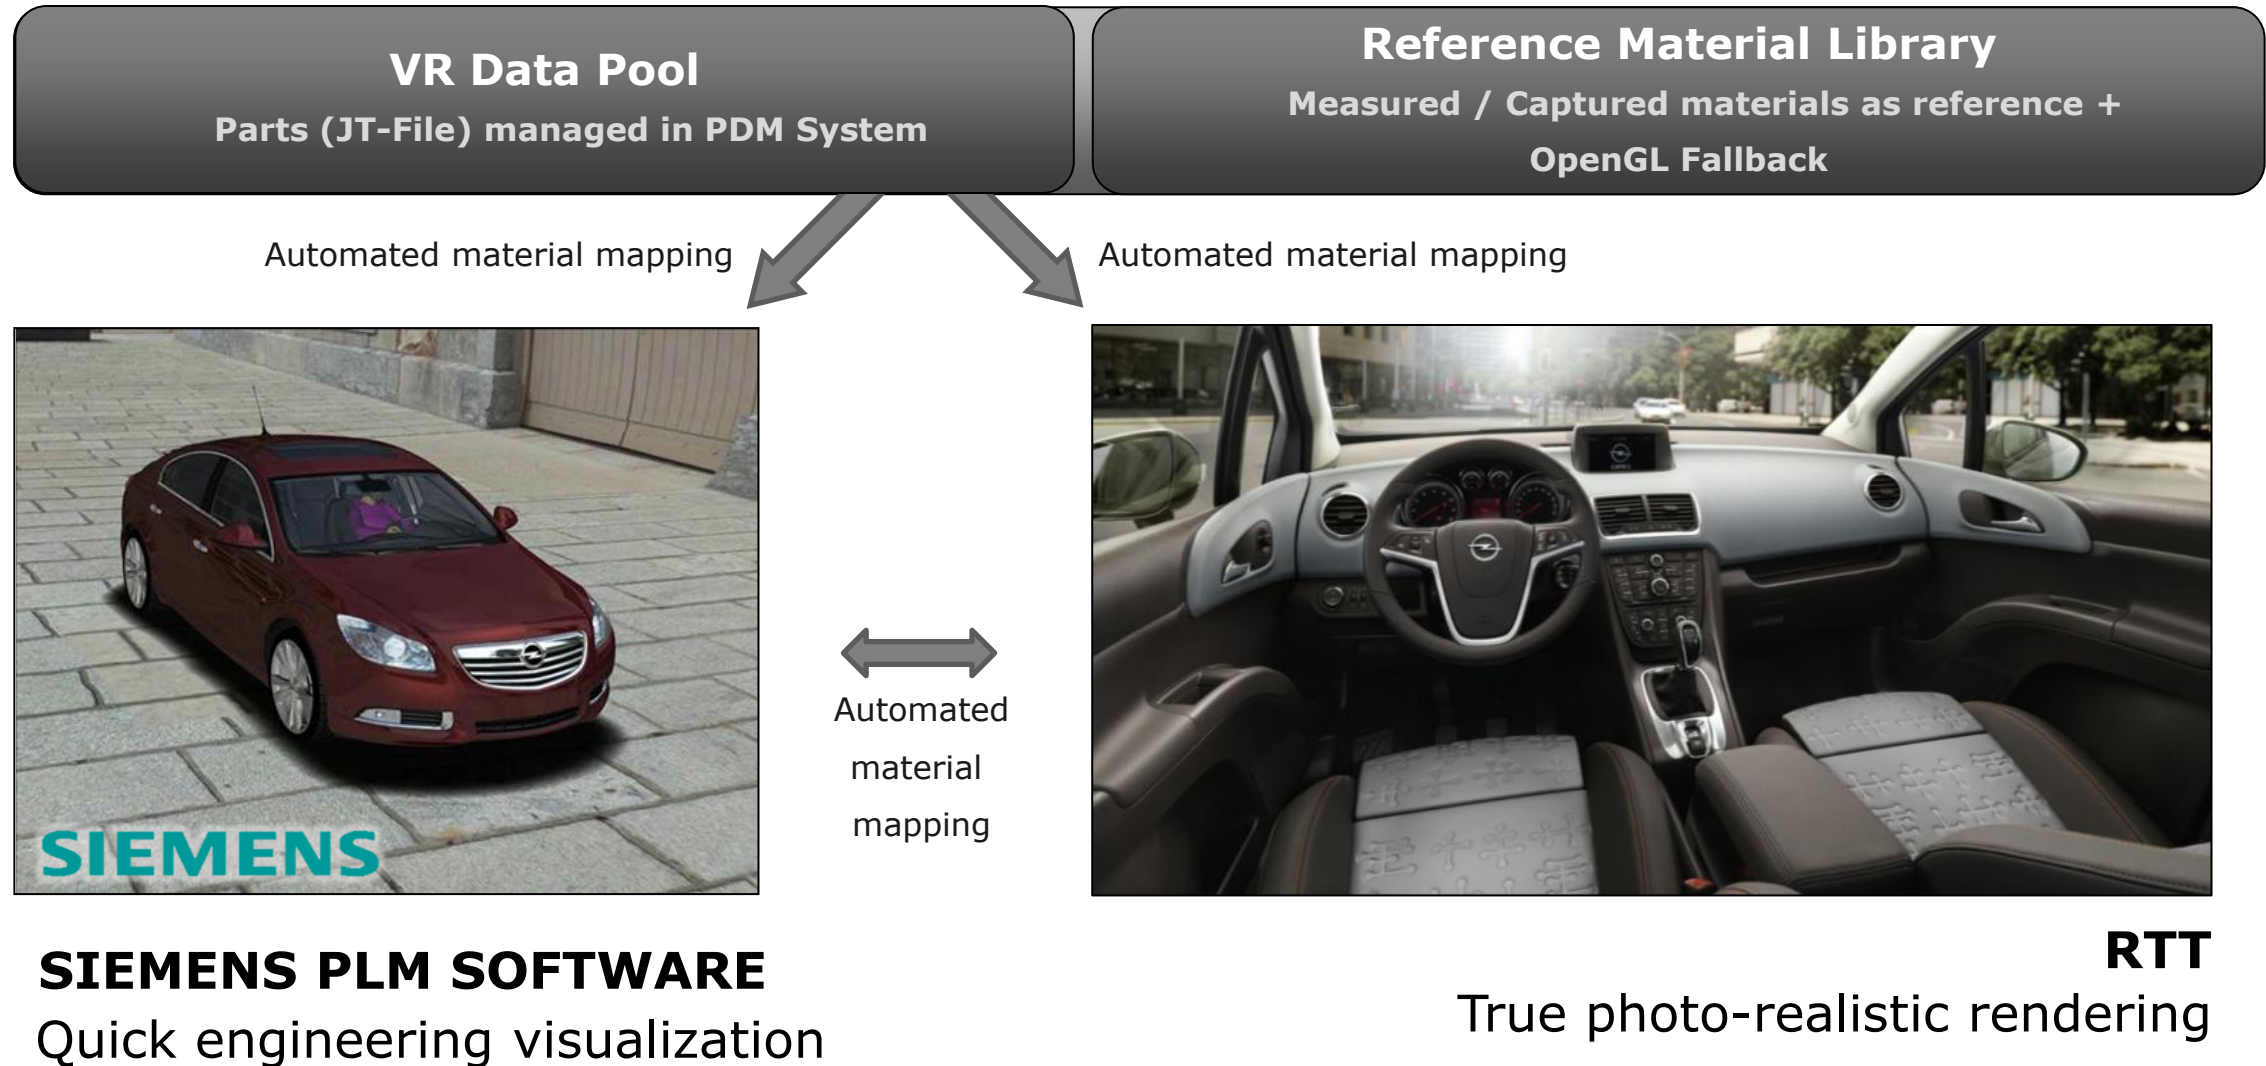 VR Data Pool
Parts (JT-File) managed in PDM System
Reference Material Library
Measured / Captured materials as reference +
OpenGL Fallback
Automated material mapping
Automated material mapping
Automated
material
mapping
SIEMENS
OPEL
SIEMENS PLM SOFTWARE
Quick engineering visualization
RTT
True photo-realistic rendering